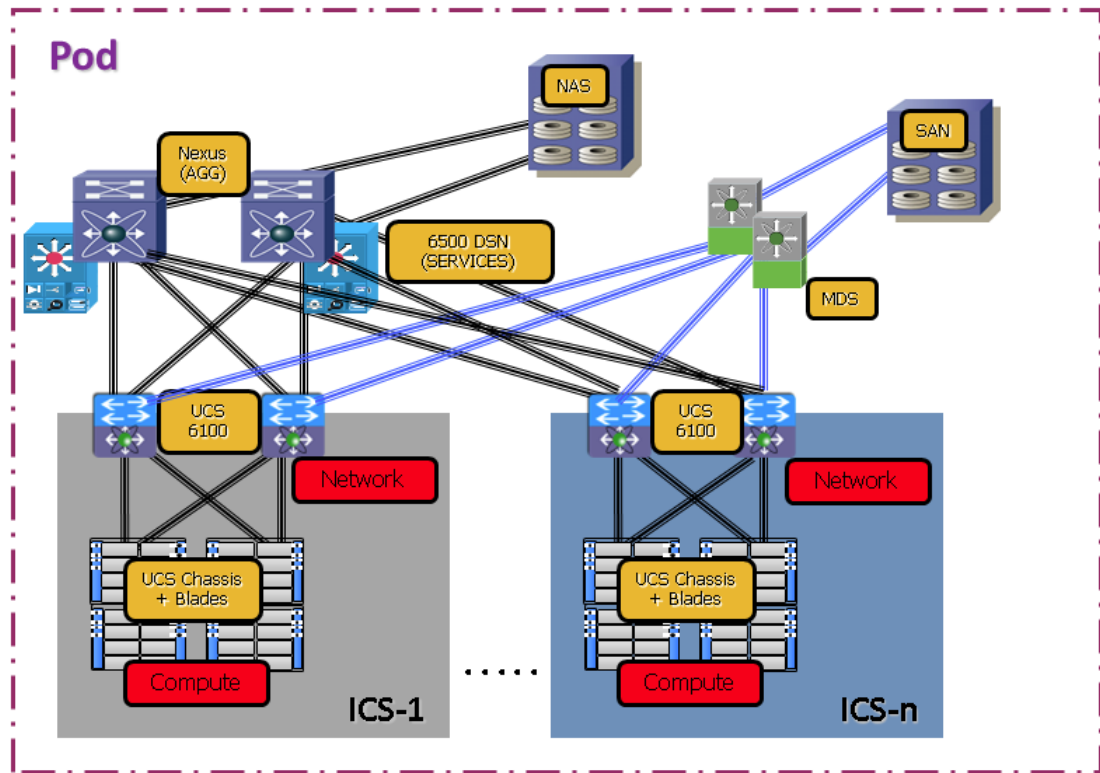 Pod
NAS
SAN
Nexus
(AGG)
6500 DSN
(SERVICES)
MDS
UCS
6100
UCS
6100
Network
Network
UCS Chassis
+ Blades
UCS Chassis
+ Blades
Compute
.....
Compute
ICS-1
ICS-n